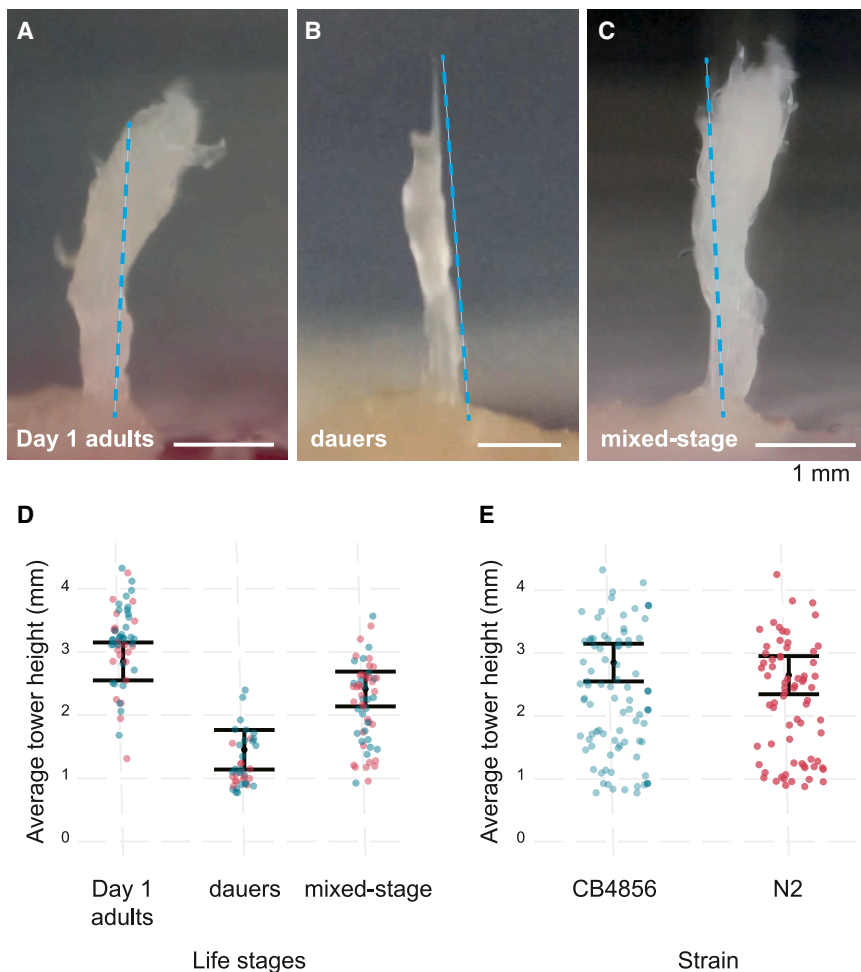 A
B
C
Day 1 adults
dauers
mixed-stage
1 mm
D
Average tower height (mm)
4
3
2
1
0
Day 1
adults
dauers
mixed-stage
Life stages
E
Average tower height (mm)
4
3
2
1
0
CB4856
N2
Strain